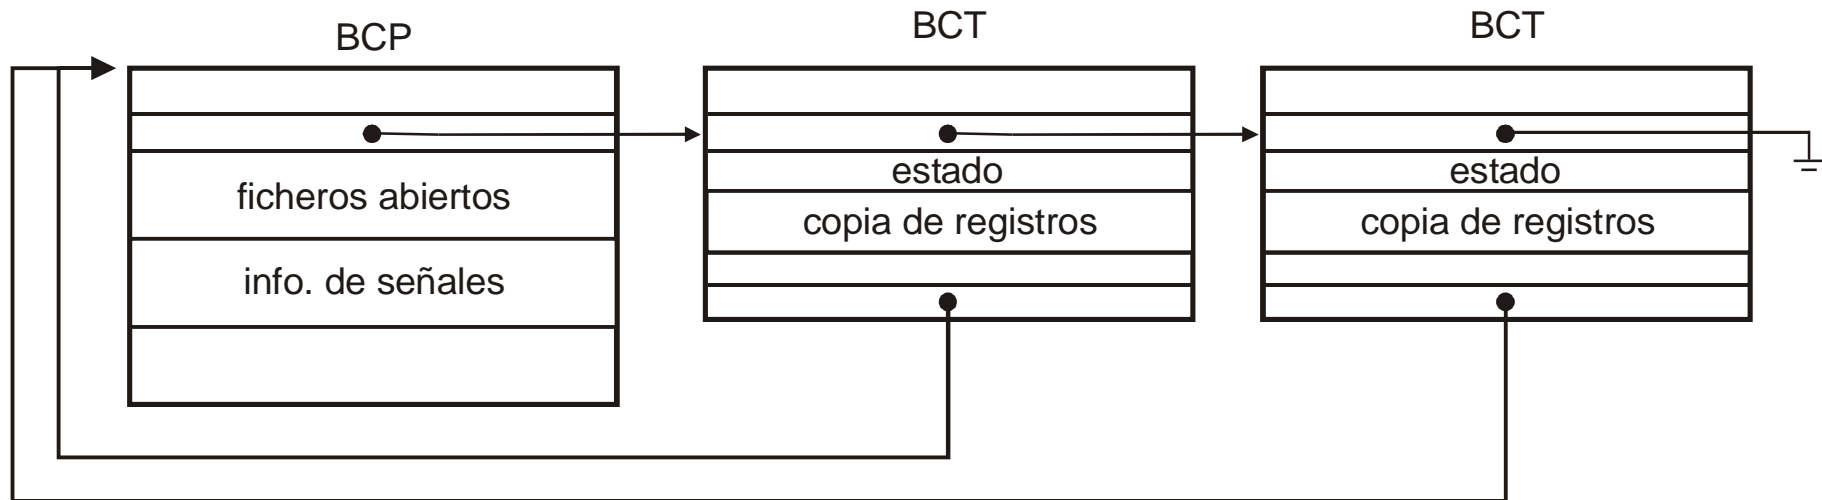 BCP
BCT
BCT
ficheros abiertos
info. de señales
estado
copia de registros
estado
copia de registros